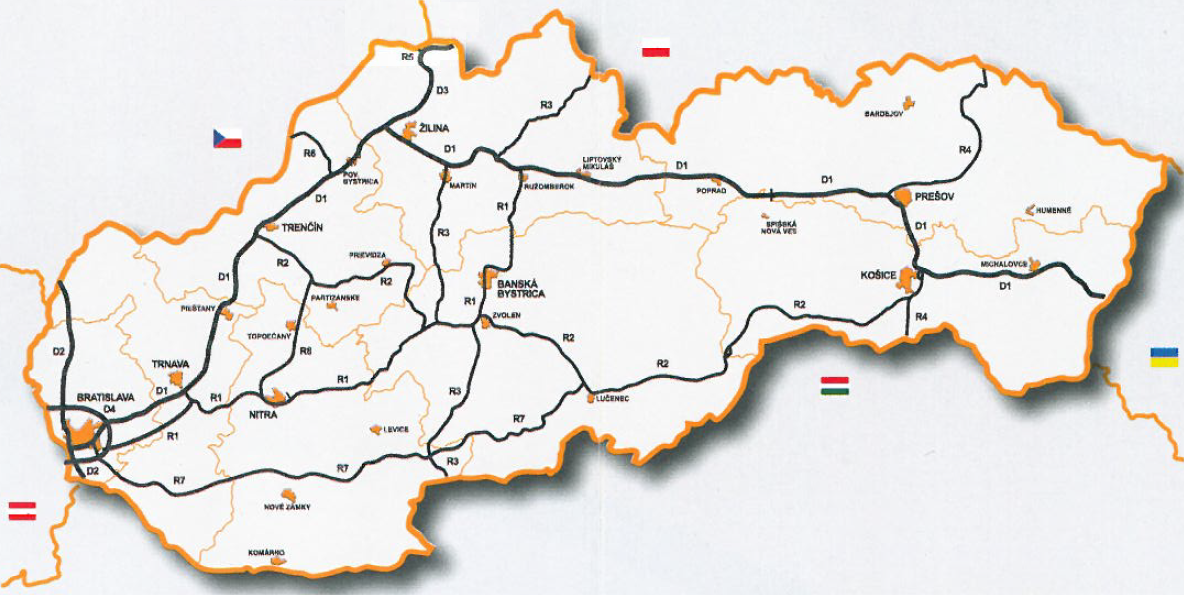 R5
D3
R3
BARDEJOV
ŽILINA
R6
D1
R4
POV.
BYSTRICA
MARTIN
LIPTOVSKÝ
MIKULÁŠ
RUŽOMBEROK
D1
POPRAD
D1
PREŠOV
D1
R1
HUMENNÉ
SPIŠSKÁ
NOVÁ VES
D1
TRENČÍN
R3
PRIEVIDZA
R2
R2
D1
BANSKÁ
BYSTRICA
KOŠICE
MICHALOVCE
D1
PARTIZÁNSKE
R1
ZVOLEN
PIEŠŤANY
TOPOĽČANY
R2
R4
R2
D2
R8
TRNAVA
R1
R2
D1
BRATISLAVA
D4
R1
NITRA
R3
LUČENEC
R7
R1
LEVICE
R3
D2
R7
R7
NOVÉ ZÁMKY
KOMÁRNO